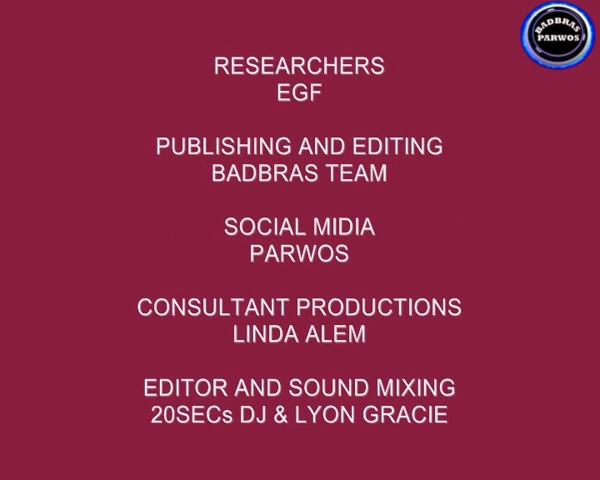 BADBRAS
PARWOS
RESEARCHERS
EGF
PUBLISHING AND EDITING
BADBRAS TEAM
SOCIAL MIDIA
PARWOS
CONSULTANT PRODUCTIONS
LINDA ALEM
EDITOR AND SOUND MIXING
20SECs DJ & LYON GRACIE